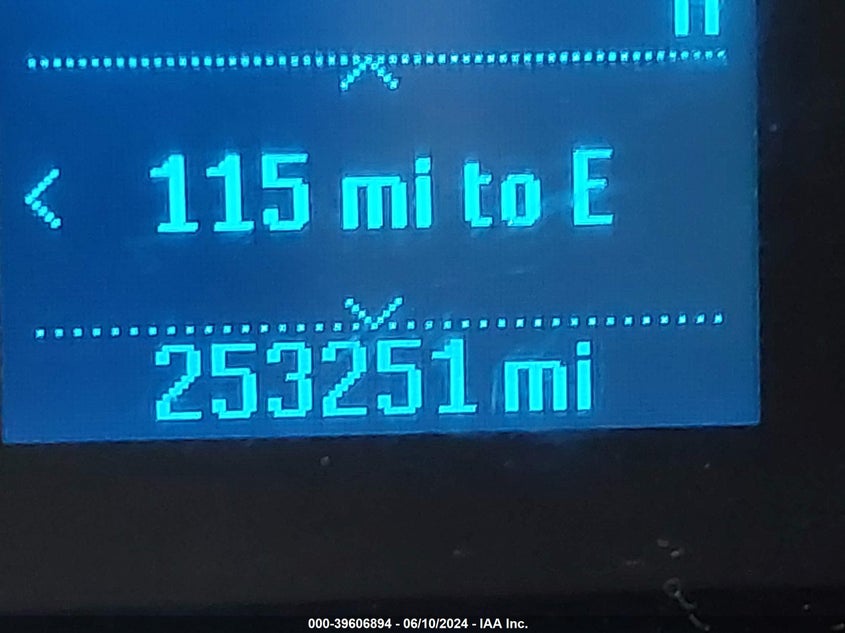 115 mi to E
253251 mi
000-39606894 - 06/10/2024 - IAA Inc.